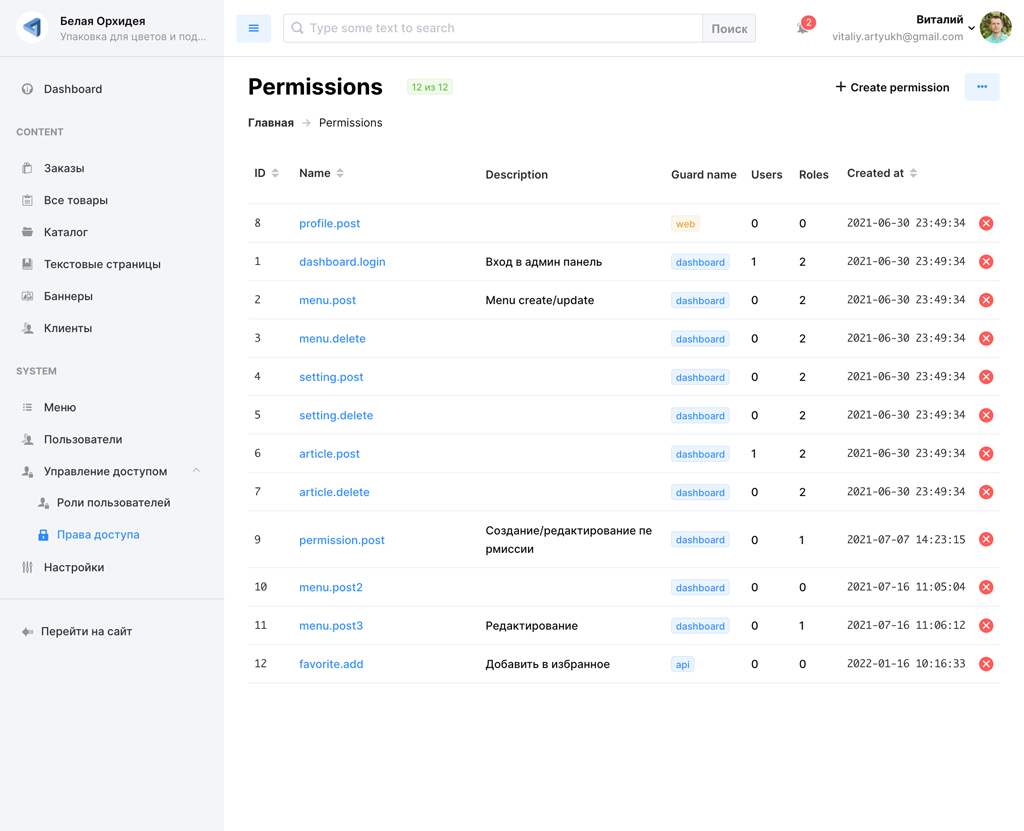 Белая Орхидея
Упаковка для цветов и под...
Type some text to search
Поиск
2
Виталий
vitaliy.artyukh@gmail.com
Dashboard
CONTENT
Заказы
Все товары
Каталог
Текстовые страницы
Баннеры
Клиенты
SYSTEM
Меню
Пользователи
Управление доступом
Роли пользователей
Права доступа
Настройки
Перейти на сайт
Permissions
12 из 12
Create permission
Главная
Permissions
ID Name Description Guard name Users Roles Created at
8 profile.post web 0 0 2021-06-30 23:49:34
1 dashboard.login Вход в админ панель dashboard 1 2 2021-06-30 23:49:34
2 menu.post Menu create/update dashboard 0 2 2021-06-30 23:49:34
3 menu.delete dashboard 0 2 2021-06-30 23:49:34
4 setting.post dashboard 0 2 2021-06-30 23:49:34
5 setting.delete dashboard 0 2 2021-06-30 23:49:34
6 article.post dashboard 1 2 2021-06-30 23:49:34
7 article.delete dashboard 0 2 2021-06-30 23:49:34
9 permission.post Создание/редактирование пе
рмиссии dashboard 0 1 2021-07-07 14:23:15
10 menu.post2 dashboard 0 0 2021-07-16 11:05:04
11 menu.post3 Редактирование dashboard 0 1 2021-07-16 11:06:12
12 favorite.add Добавить в избранное api 0 0 2022-01-16 10:16:33